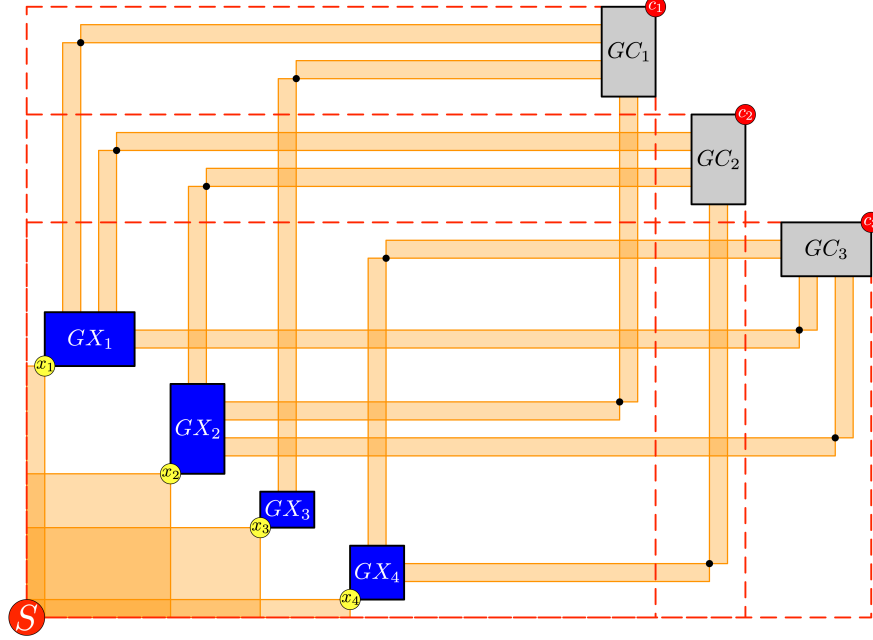 c₁
GC₁
c₂
GC₂
GC₃
GX₁
x₁
GX₂
x₂
GX₃
x₃
GX₄
x₄
S